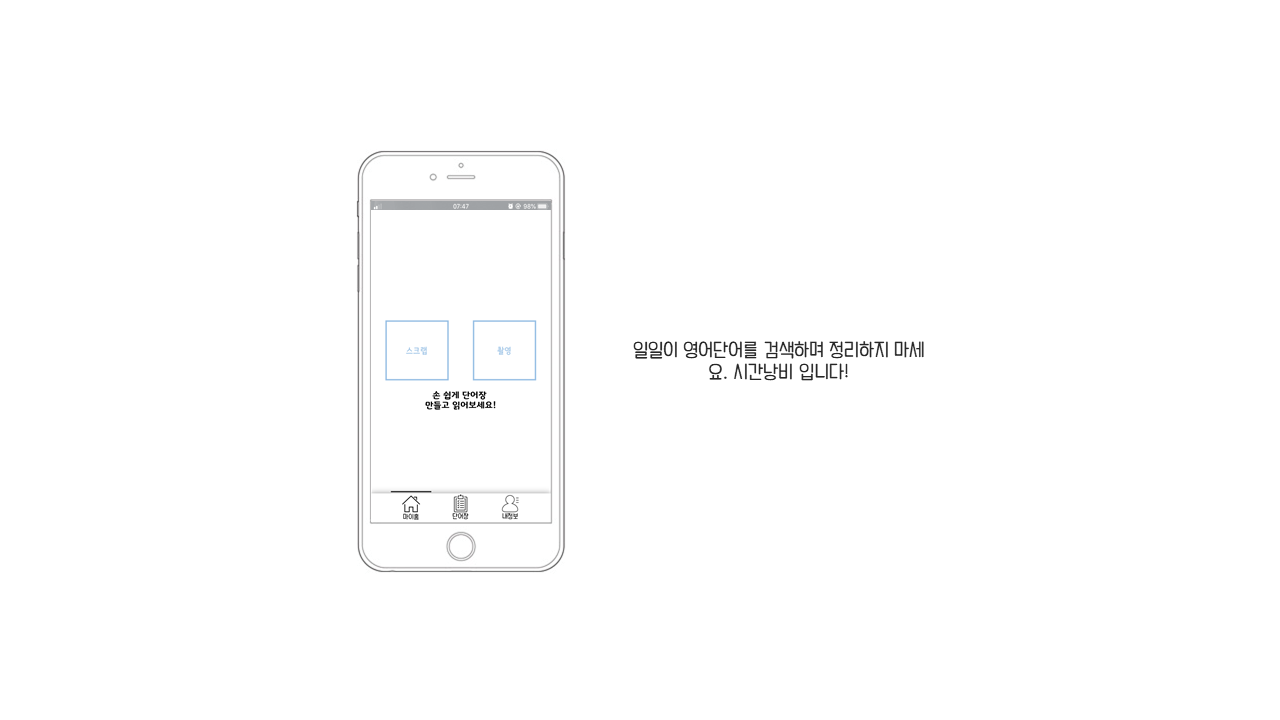 07:47
98%
스크랩
촬영
손 쉽게 단어장
만들고 읽어보세요!
마이홈
단어장
내정보
일일이 영어단어를 검색하며 정리하지 마세
요. 시간낭비 입니다!